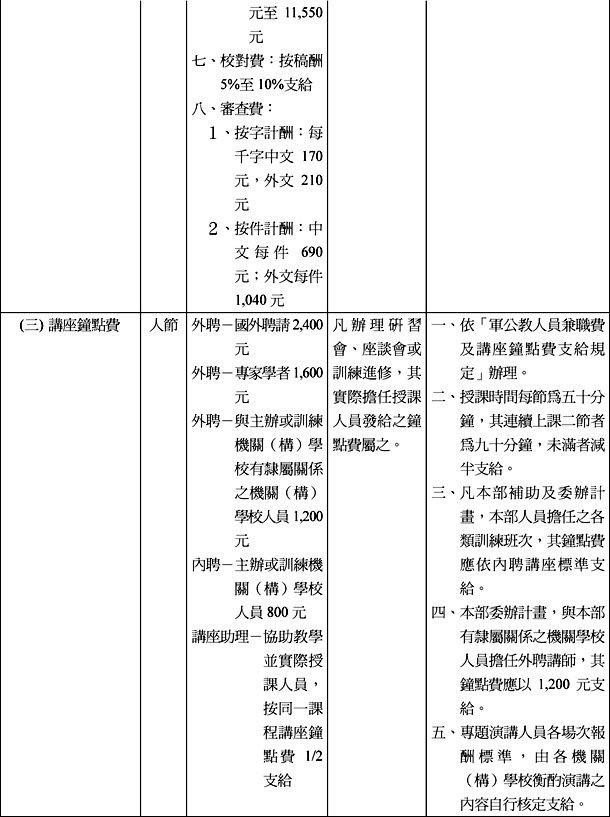 元至 11,550
元
七、校對費：按稿酬
5%至 10%支給
八、審查費：
１、按字計酬：每
千字中文 170
元，外文 210
元
２、按件計酬：中
文每件 690
元；外文每件
1,040 元
(三) 講座鐘點費
人節
外聘－國外聘請 2,400
元
外聘－專家學者 1,600
元
外聘－與主辦或訓練
機關（構）學
校有隸屬關係
之機關（構）
學校人員 1,200
元
內聘－主辦或訓練機
關（構）學校
人員 800 元
講座助理－協助教學
並實際授
課人員，
按同一課
程講座鐘
點費 1/2
支給
凡辦理研習
會、座談會或
訓練進修，其
實際擔任授課
人員發給之鐘
點費屬之。
一、依「軍公教人員兼職費
及講座鐘點費支給規
定」辦理。
二、授課時間每節為五十分
鐘，其連續上課二節者
為九十分鐘，未滿者減
半支給。
三、凡本部補助及委辦計
畫，本部人員擔任之各
類訓練班次，其鐘點費
應依內聘講座標準支
給。
四、本部委辦計畫，與本部
有隸屬關係之機關學校
人員擔任外聘講師，其
鐘點費應以 1,200 元支
給。
五、專題演講人員各場次報
酬標準，由各機關
（構）學校衡酌演講之
內容自行核定支給。